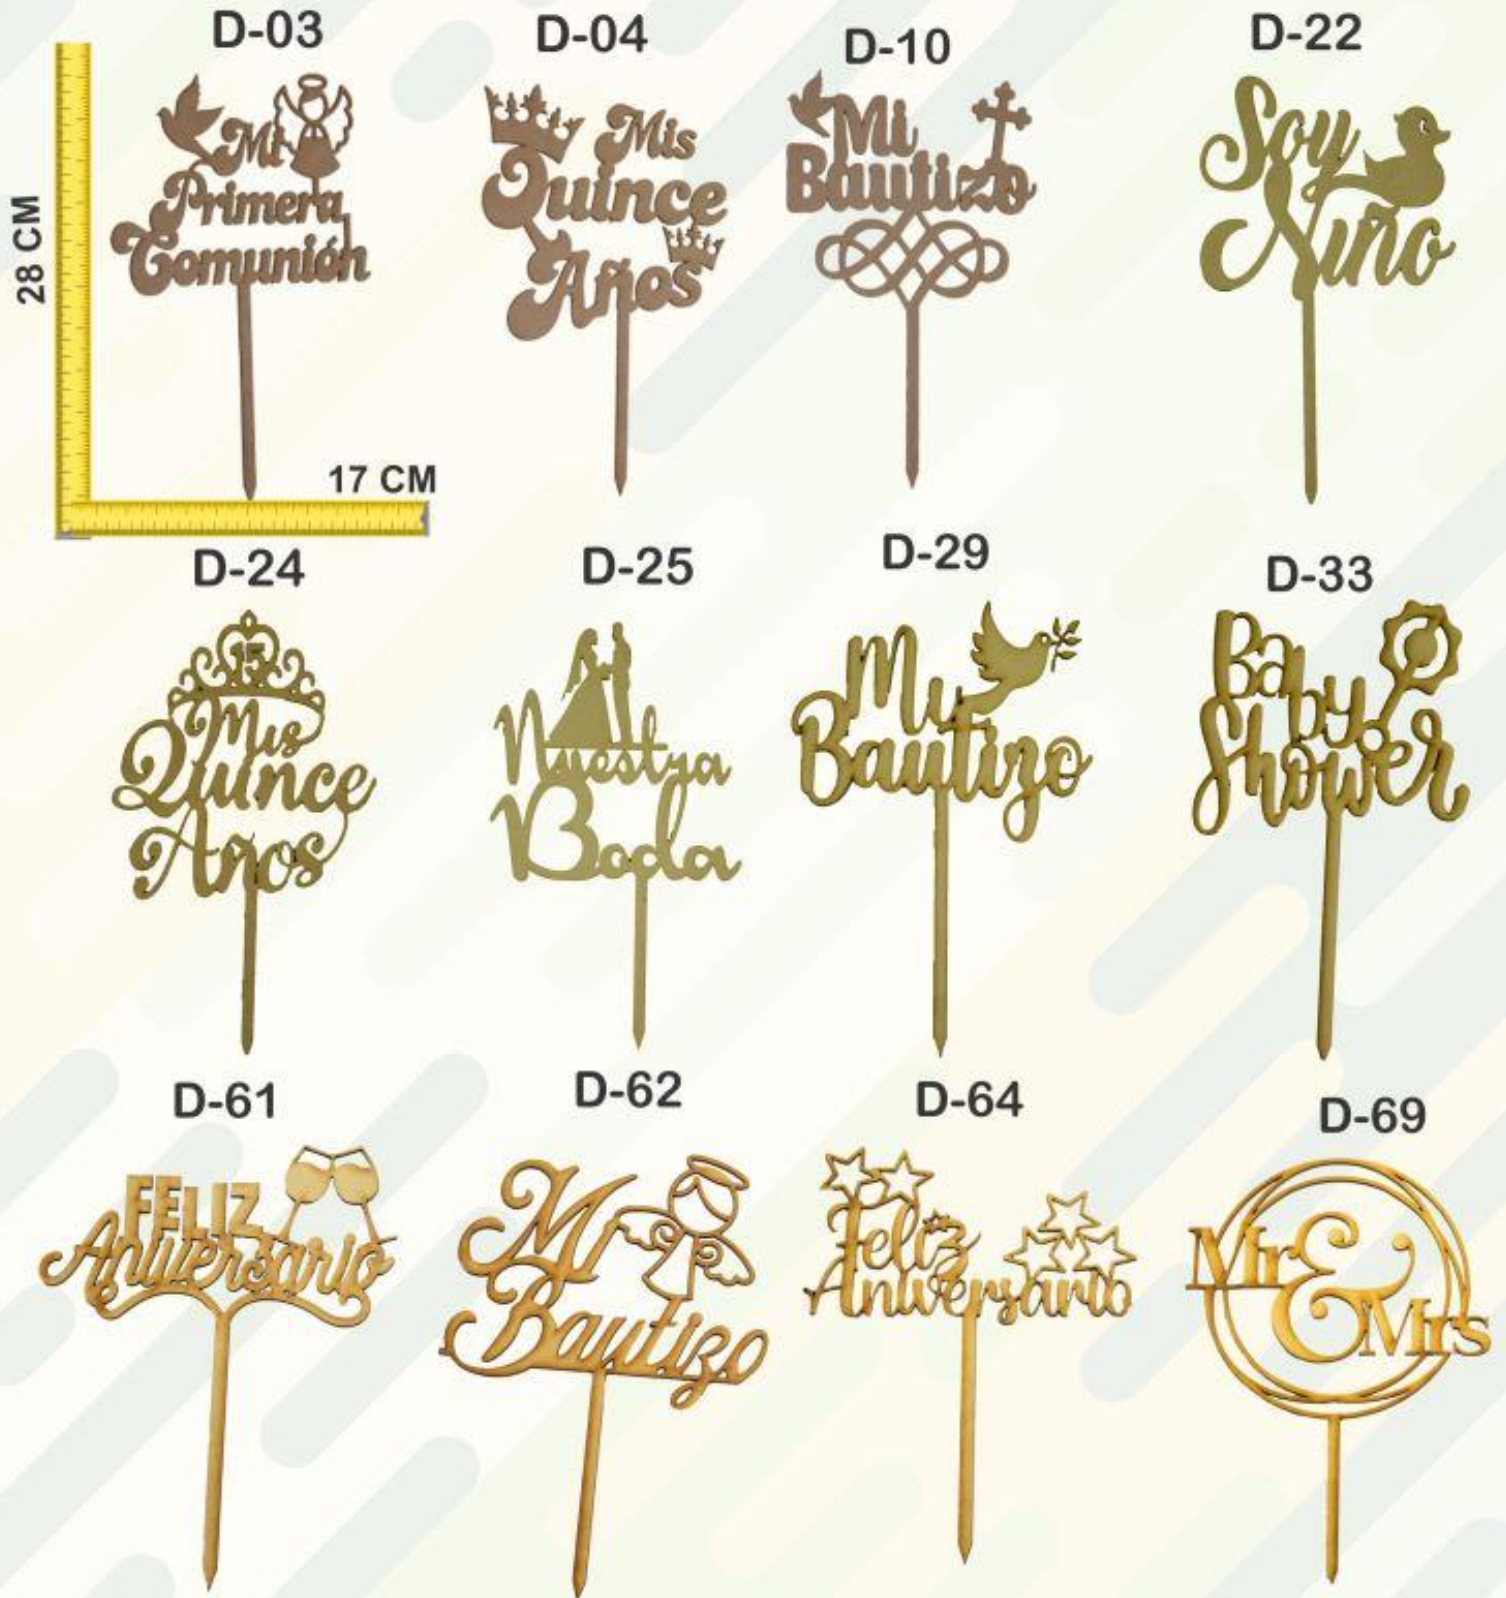 D-03
D-04
D-10
D-22
28 CM
17 CM
Mi
Primera
Comunión
Mis
Quince
Años
Mi
Bautizo
Soy
Niño
D-24
D-25
D-29
D-33
15
Mis
Quince
Años
Nuestra
Boda
My
Bautizo
Baby
Shower
D-61
D-62
D-64
D-69
FELIZ
Aniversario
Mi
Bautizo
Feliz
Aniversario
Mr
&
Mrs